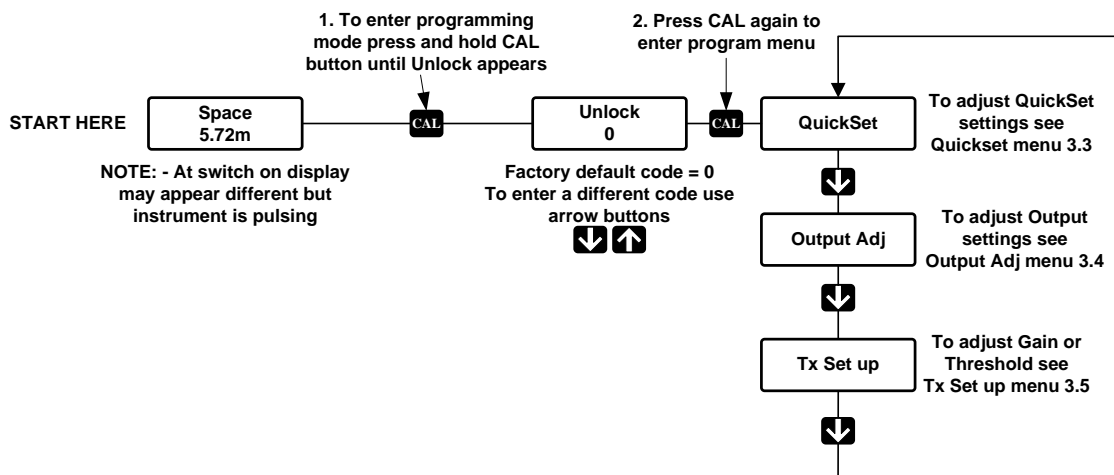 1. To enter programming
mode press and hold CAL
button until Unlock appears
2. Press CAL again to
enter program menu
START HERE
Space
5.72m
CAL
Unlock
0
CAL
QuickSet
To adjust QuickSet
settings see
Quickset menu 3.3
NOTE: - At switch on display
may appear different but
instrument is pulsing
Factory default code = 0
To enter a different code use
arrow buttons
Output Adj
To adjust Output
settings see
Output Adj menu 3.4
Tx Set up
To adjust Gain or
Threshold see
Tx Set up menu 3.5